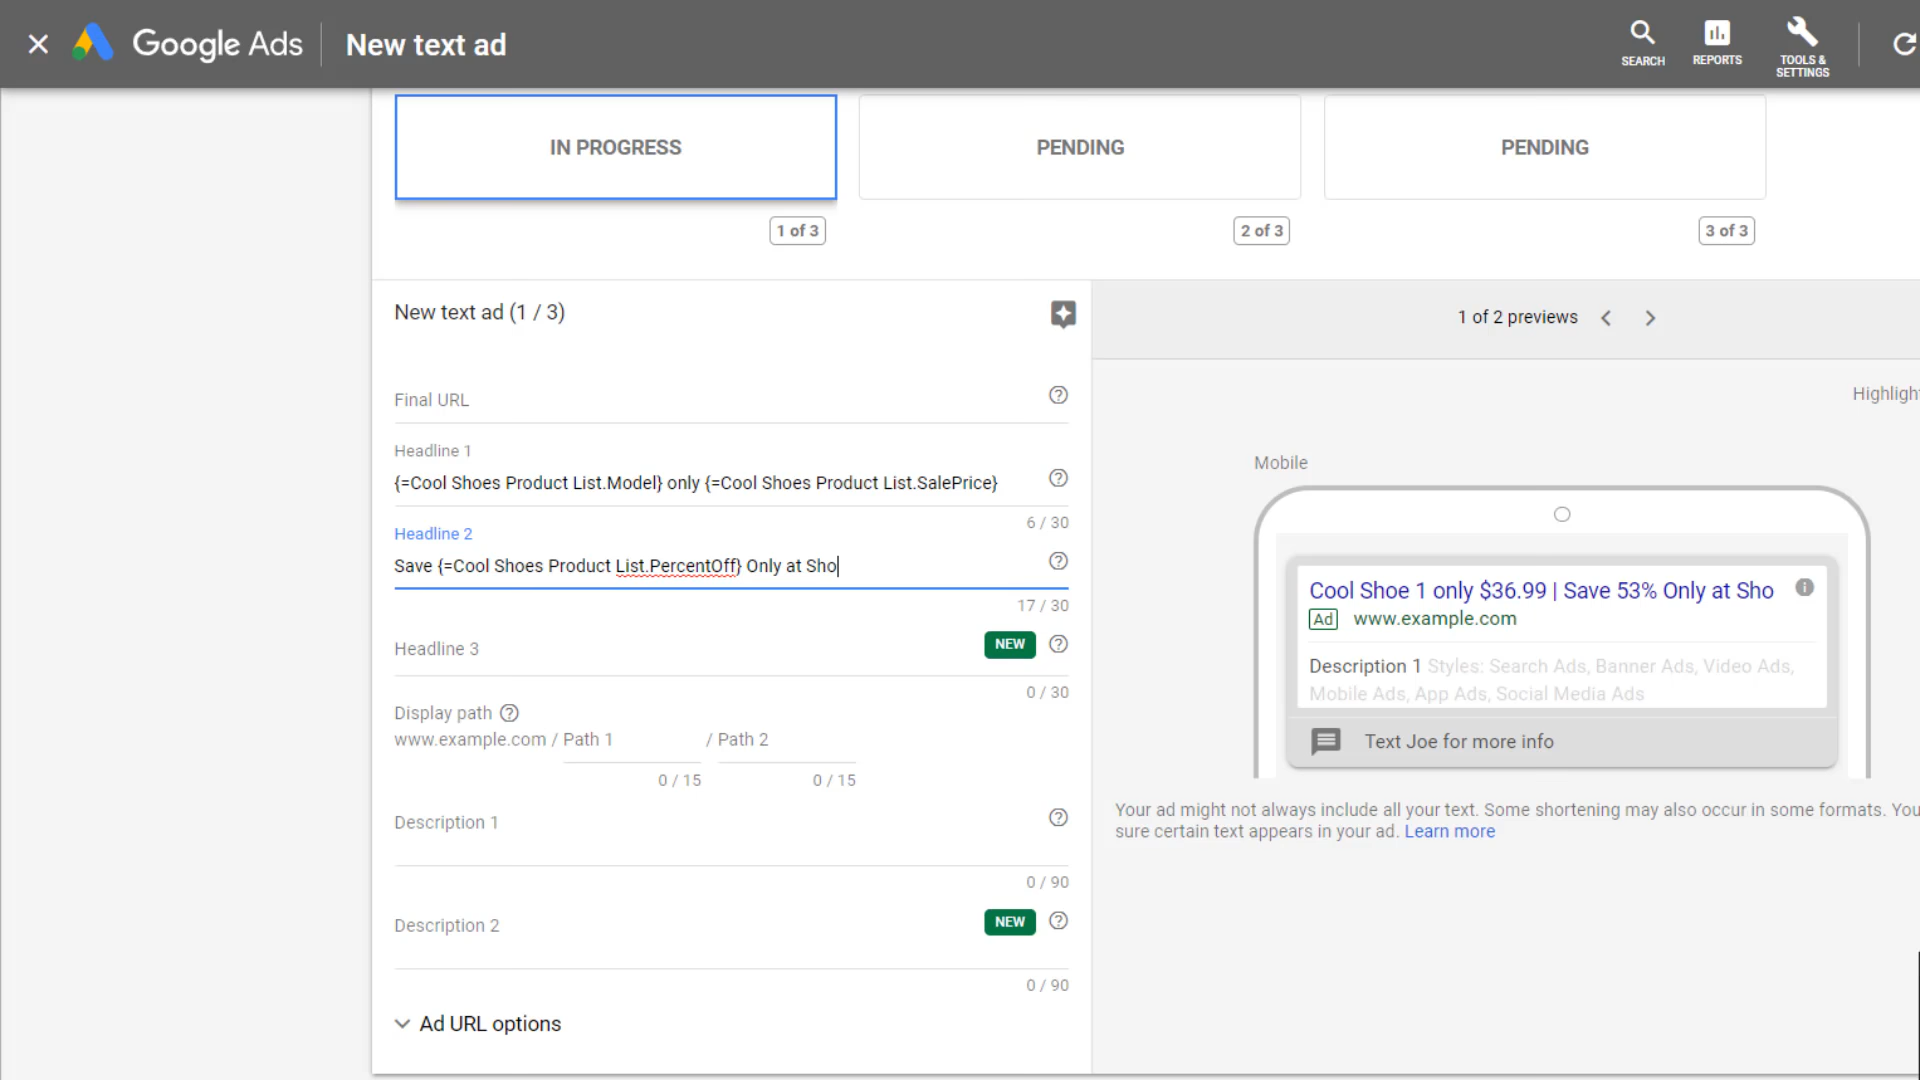 Google Ads
New text ad
SEARCH
REPORTS
TOOLS &
SETTINGS
IN PROGRESS
PENDING
PENDING
1 of 3
2 of 3
3 of 3
New text ad (1 / 3)
1 of 2 previews
Final URL
Highlight
Headline 1
{=Cool Shoes Product List.Model} only {=Cool Shoes Product List.SalePrice}
6 / 30
Headline 2
Save {=Cool Shoes Product List.PercentOff} Only at Sho
17 / 30
Headline 3
NEW
0 / 30
Display path
www.example.com / Path 1
/ Path 2
0 / 15
0 / 15
Description 1
0 / 90
Description 2
NEW
0 / 90
Ad URL options
Mobile
Cool Shoe 1 only $36.99 | Save 53% Only at Sho
Ad www.example.com
Description 1 Styles: Search Ads, Banner Ads, Video Ads,
Mobile Ads, App Ads, Social Media Ads
Text Joe for more info
Your ad might not always include all your text. Some shortening may also occur in some formats. You
sure certain text appears in your ad. Learn more